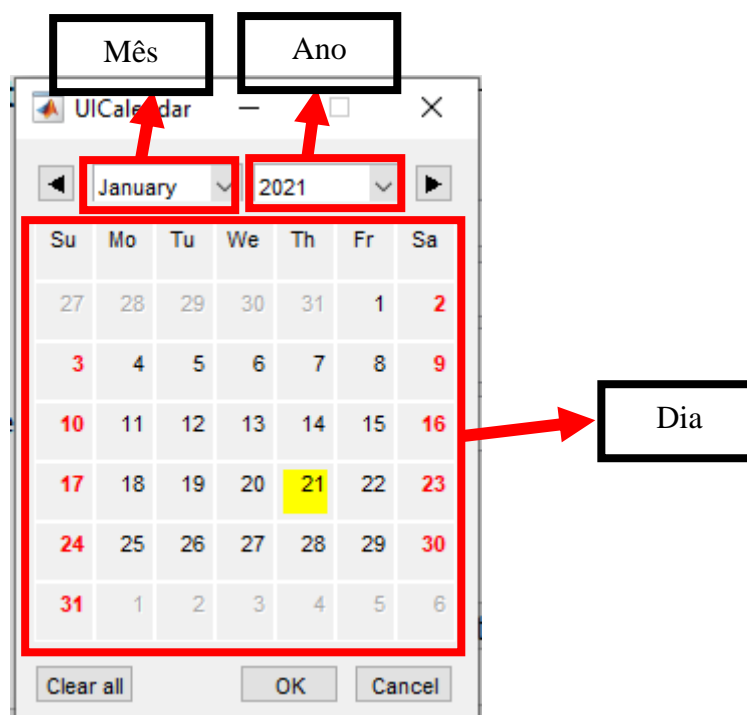 Mês Ano
UICalendar
January 2021
Su Mo Tu We Th Fr Sa
27 28 29 30 31 1 2
3 4 5 6 7 8 9
10 11 12 13 14 15 16
Dia
17 18 19 20 21 22 23
24 25 26 27 28 29 30
31 1 2 3 4 5 6
Clear all OK Cancel